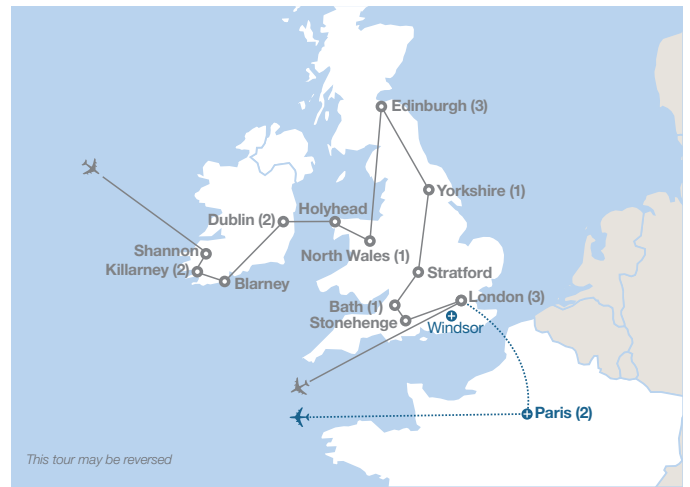 Edinburgh (3)
Yorkshire (1)
Dublin (2)
Holyhead
Shannon
North Wales (1)
Killarney (2)
Stratford
Blarney
London (3)
Bath (1)
Stonehenge
Windsor
Paris (2)
This tour may be reversed